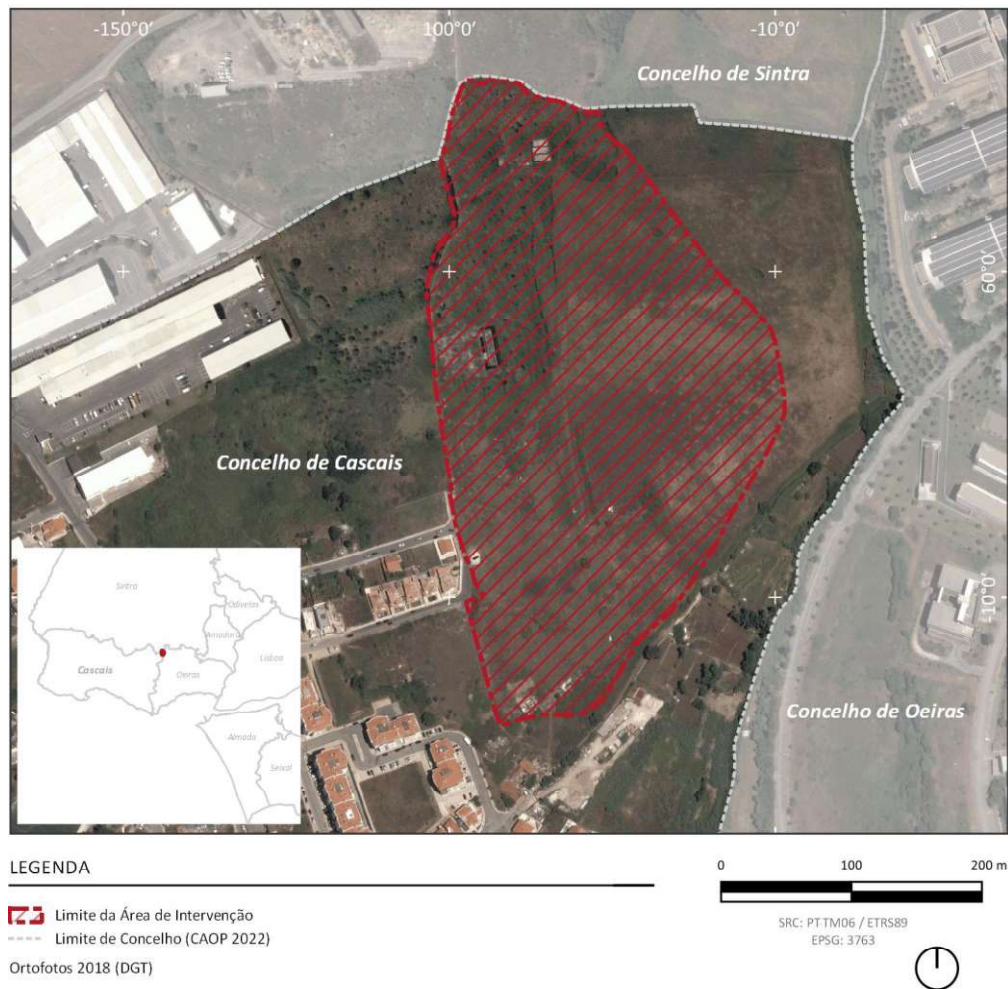 -150°0' 100°0' -10°0'
Concelho de Sintra
60°0'
Concelho de Cascais
-10°0'
Concelho de Oeiras
Sintra
Odivelas
Amadora
Lisboa
Cascais
Oeiras
Almada
Seixal
LEGENDA
0 100 200 m
Limite da Área de Intervenção
Limite de Concelho (CAOP 2022)
SRC: PT-TM06 / ETRS89
EPSG: 3763
Ortofotos 2018 (DGT)